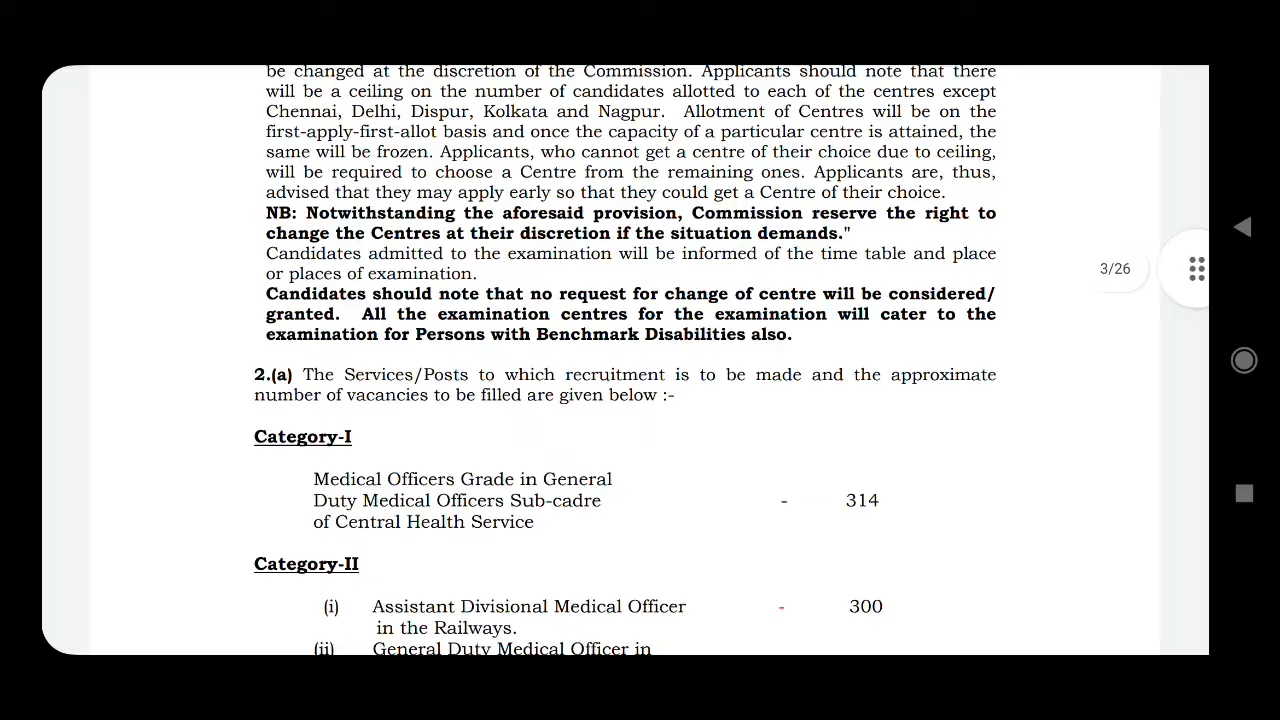 be changed at the discretion of the Commission. Applicants should note that there
will be a ceiling on the number of candidates allotted to each of the centres except
Chennai, Delhi, Dispur, Kolkata and Nagpur. Allotment of Centres will be on the
first-apply-first-allot basis and once the capacity of a particular centre is attained, the
same will be frozen. Applicants, who cannot get a centre of their choice due to ceiling,
will be required to choose a Centre from the remaining ones. Applicants are, thus,
advised that they may apply early so that they could get a Centre of their choice.
NB: Notwithstanding the aforesaid provision, Commission reserve the right to
change the Centres at their discretion if the situation demands."
Candidates admitted to the examination will be informed of the time table and place
or places of examination.
3/26
Candidates should note that no request for change of centre will be considered/
granted. All the examination centres for the examination will cater to the
examination for Persons with Benchmark Disabilities also.
2.(a) The Services/Posts to which recruitment is to be made and the approximate
number of vacancies to be filled are given below :-
Category-I
Medical Officers Grade in General
Duty Medical Officers Sub-cadre - 314
of Central Health Service
Category-II
(i) Assistant Divisional Medical Officer - 300
in the Railways.
(ii) General Duty Medical Officer in